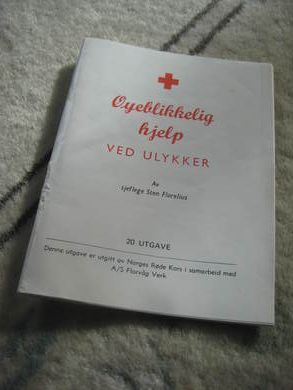 Øyeblikkelig
hjelp
VED ULYKKER
Av
sjeflege Sten Florelius
20. UTGAVE
Denne utgave er utgitt av Norges Røde Kors i samarbeid med
A/S Florvåg Verk